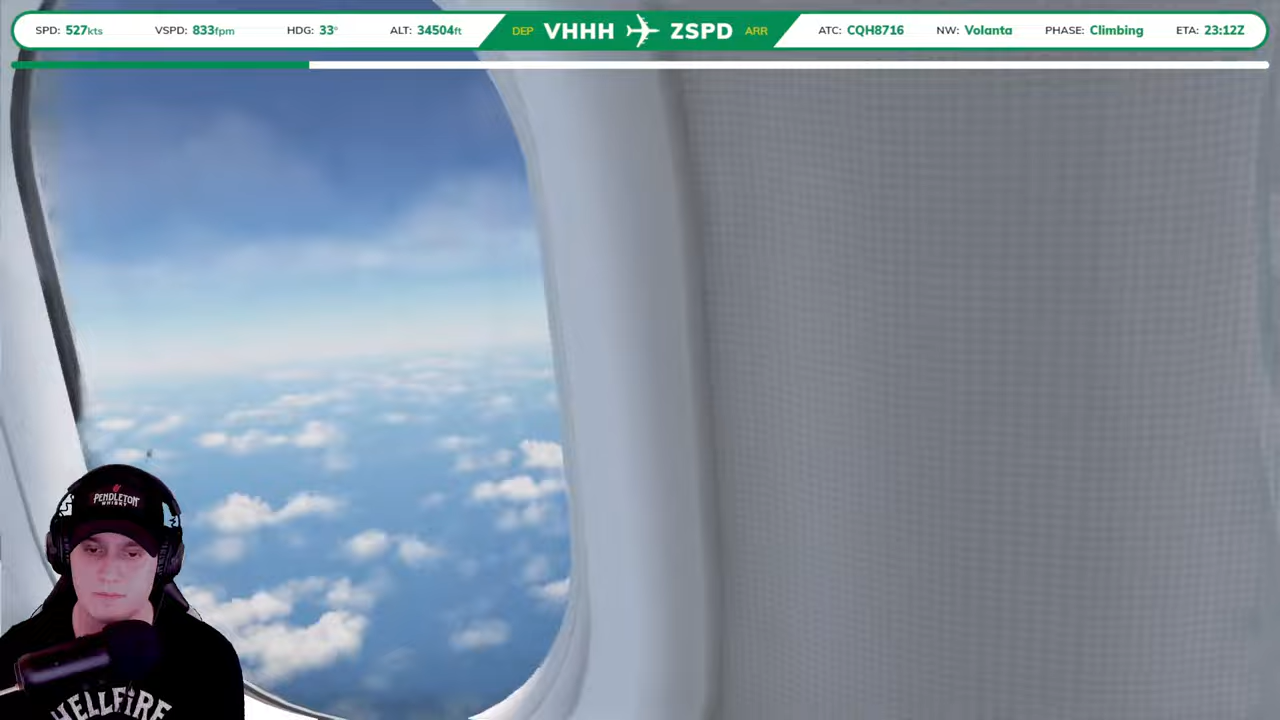 SPD: 527kts VSPD: 833fpm HDG: 33° ALT: 34504ft DEP VHHH ZSPD ARR ATC: CQH8716 NW: Volanta PHASE: Climbing ETA: 23:12Z
PENDLETON
WHISKY
HELLFIRE